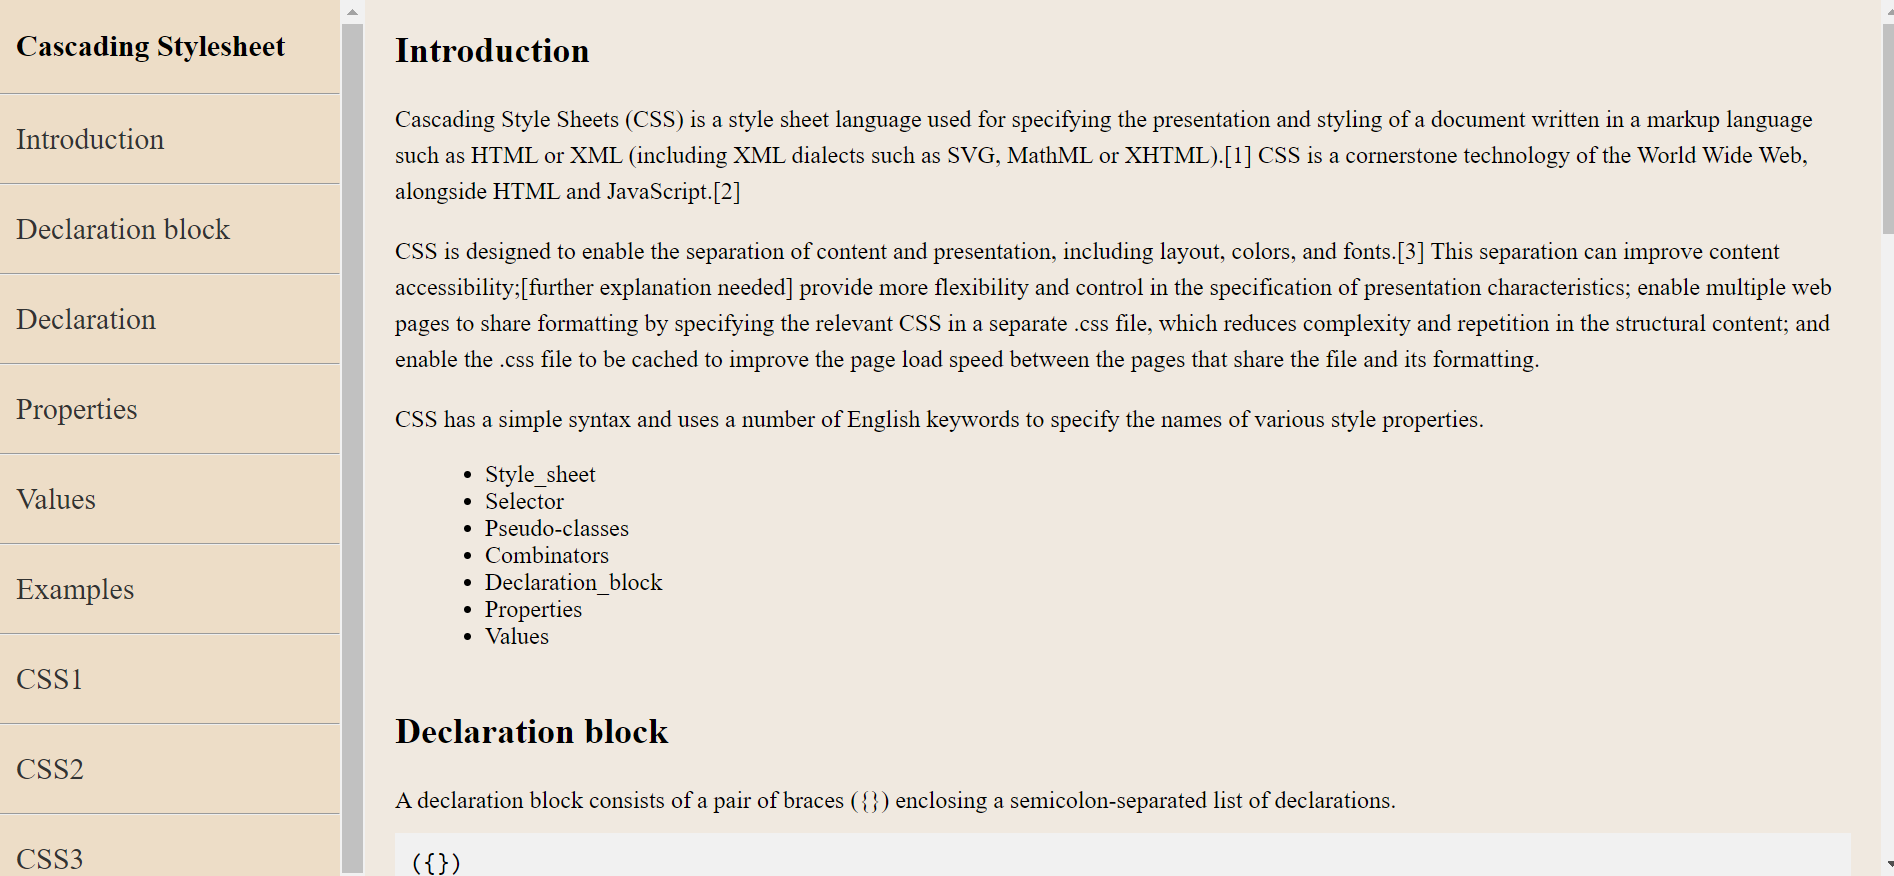 Cascading Stylesheet
Introduction
Declaration block
Declaration
Properties
Values
Examples
CSS1
CSS2
CSS3
Introduction
Cascading Style Sheets (CSS) is a style sheet language used for specifying the presentation and styling of a document written in a markup language
such as HTML or XML (including XML dialects such as SVG, MathML or XHTML).[1] CSS is a cornerstone technology of the World Wide Web,
alongside HTML and JavaScript.[2]
CSS is designed to enable the separation of content and presentation, including layout, colors, and fonts.[3] This separation can improve content
accessibility;[further explanation needed] provide more flexibility and control in the specification of presentation characteristics; enable multiple web
pages to share formatting by specifying the relevant CSS in a separate .css file, which reduces complexity and repetition in the structural content; and
enable the .css file to be cached to improve the page load speed between the pages that share the file and its formatting.
CSS has a simple syntax and uses a number of English keywords to specify the names of various style properties.
• Style_sheet
• Selector
• Pseudo-classes
• Combinators
• Declaration_block
• Properties
• Values
Declaration block
A declaration block consists of a pair of braces ({}) enclosing a semicolon-separated list of declarations.
({})